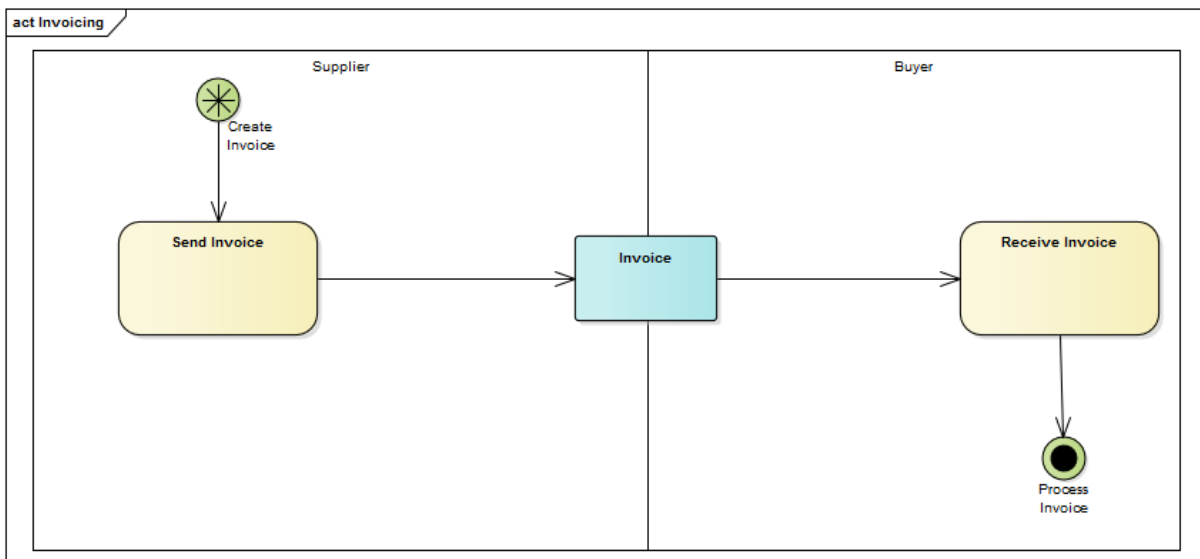 act Invoicing
Supplier
Buyer
Create
Invoice
Send Invoice
Invoice
Receive Invoice
Process
Invoice